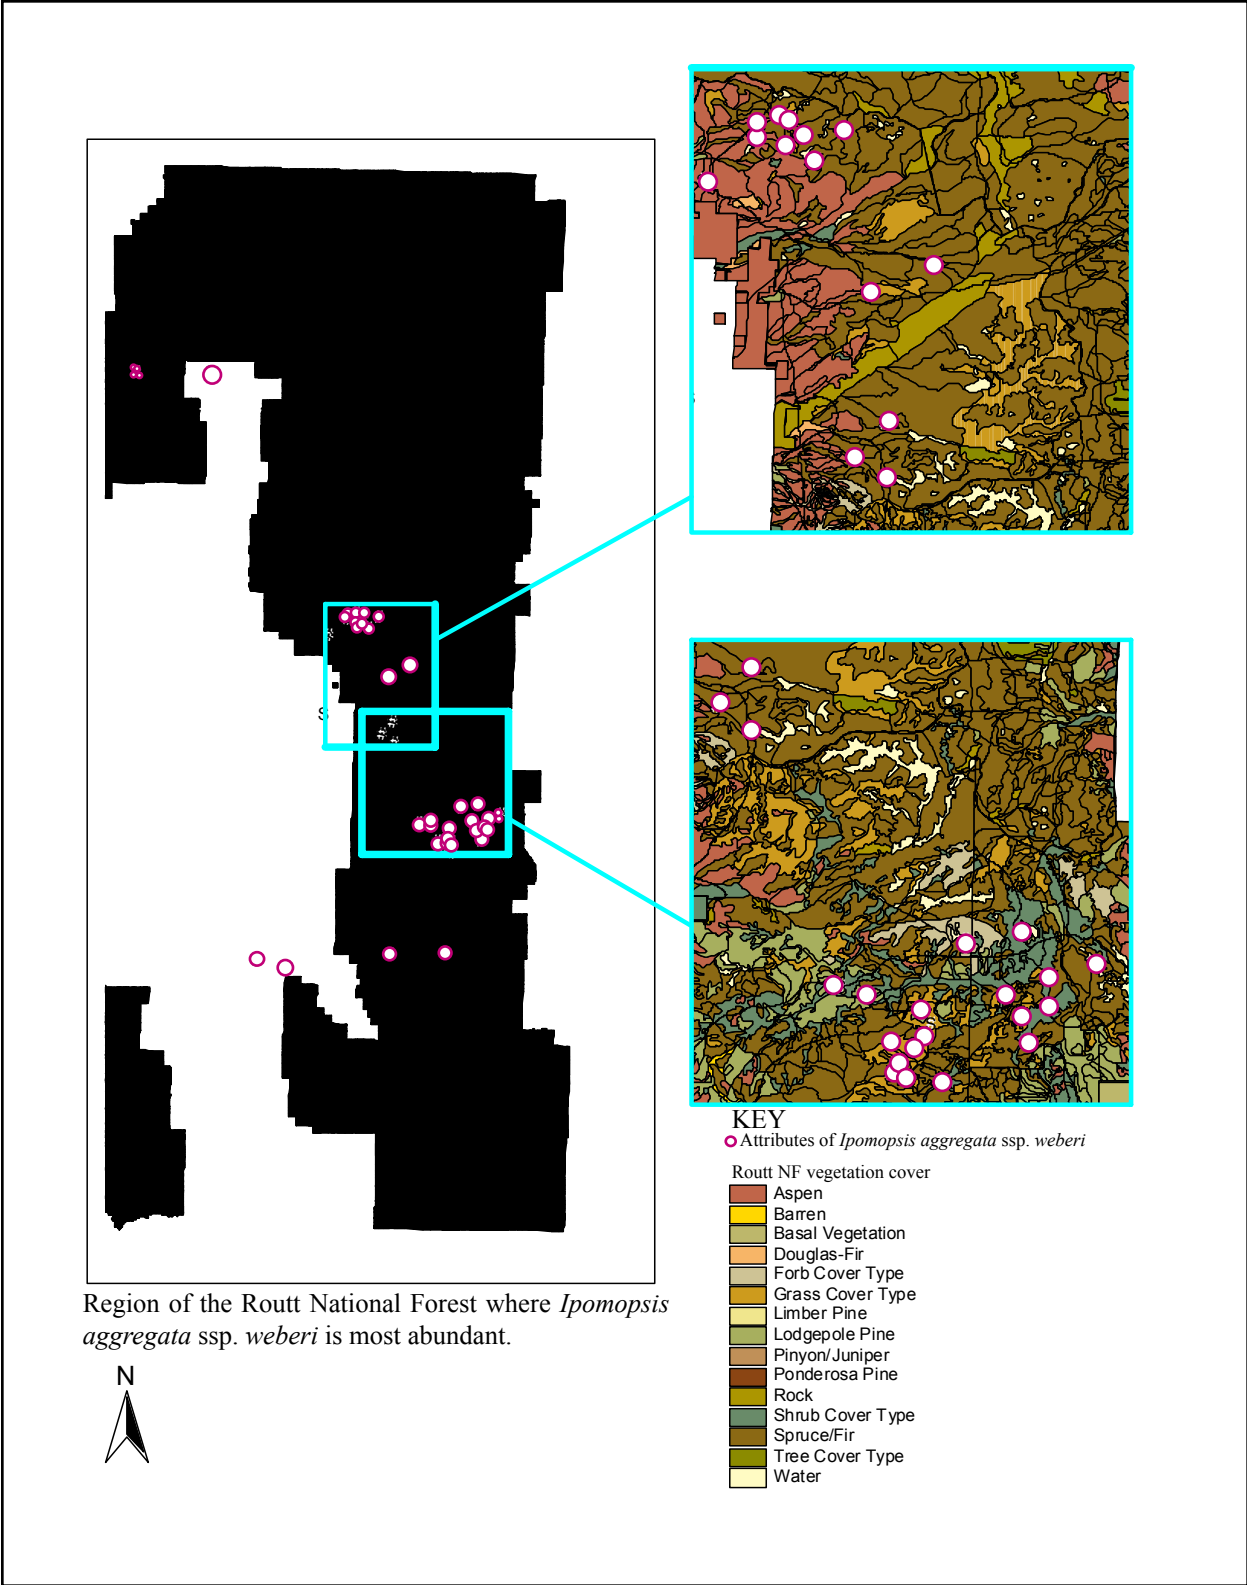 S
Region of the Routt National Forest where Ipomopsis
aggregata ssp. weberi is most abundant.
N
KEY
Attributes of Ipomopsis aggregata ssp. weberi
Routt NF vegetation cover
Aspen
Barren
Basal Vegetation
Douglas-Fir
Forb Cover Type
Grass Cover Type
Limber Pine
Lodgepole Pine
Pinyon/Juniper
Ponderosa Pine
Rock
Shrub Cover Type
Spruce/Fir
Tree Cover Type
Water